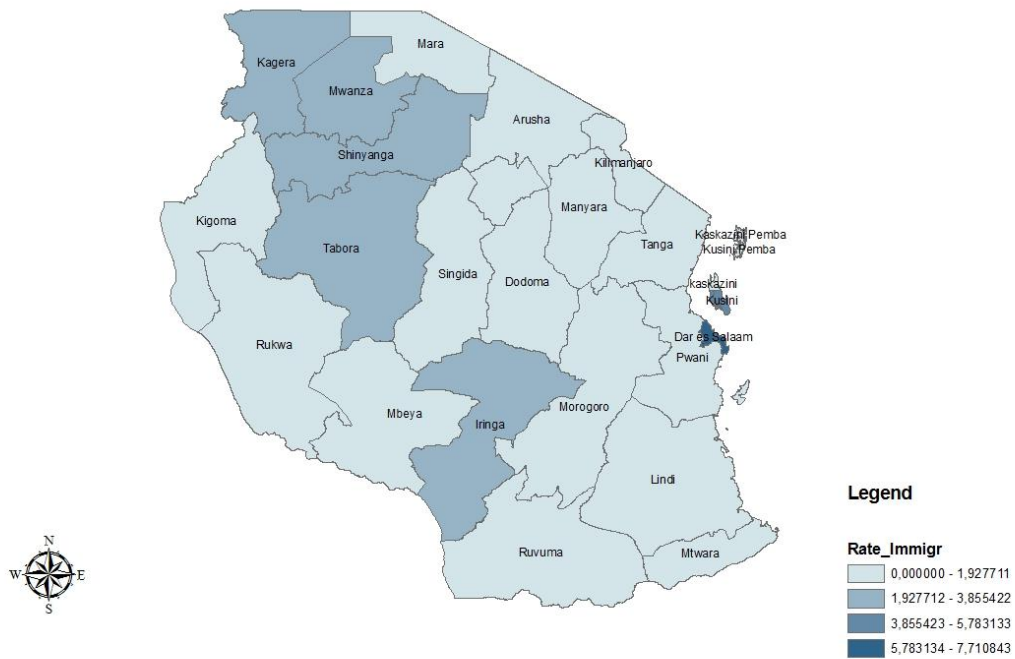 Mara
Kagera
Mwanza
Arusha
Shinyanga
Kilimanjaro
Manyara
Kigoma
Kaskazini Pemba
Tanga
Kusini Pemba
Tabora
Singida
Dodoma
kaskazini
Kusini
Dar es Salaam
Rukwa
Pwani
Mbeya
Morogoro
Iringa
Lindi
Legend
N
Rate_Immigr
Ruvuma
Mtwara
W
E
0,000000 - 1,927711
1,927712 - 3,855422
S
3,855423 - 5,783133
5,783134 - 7,710843